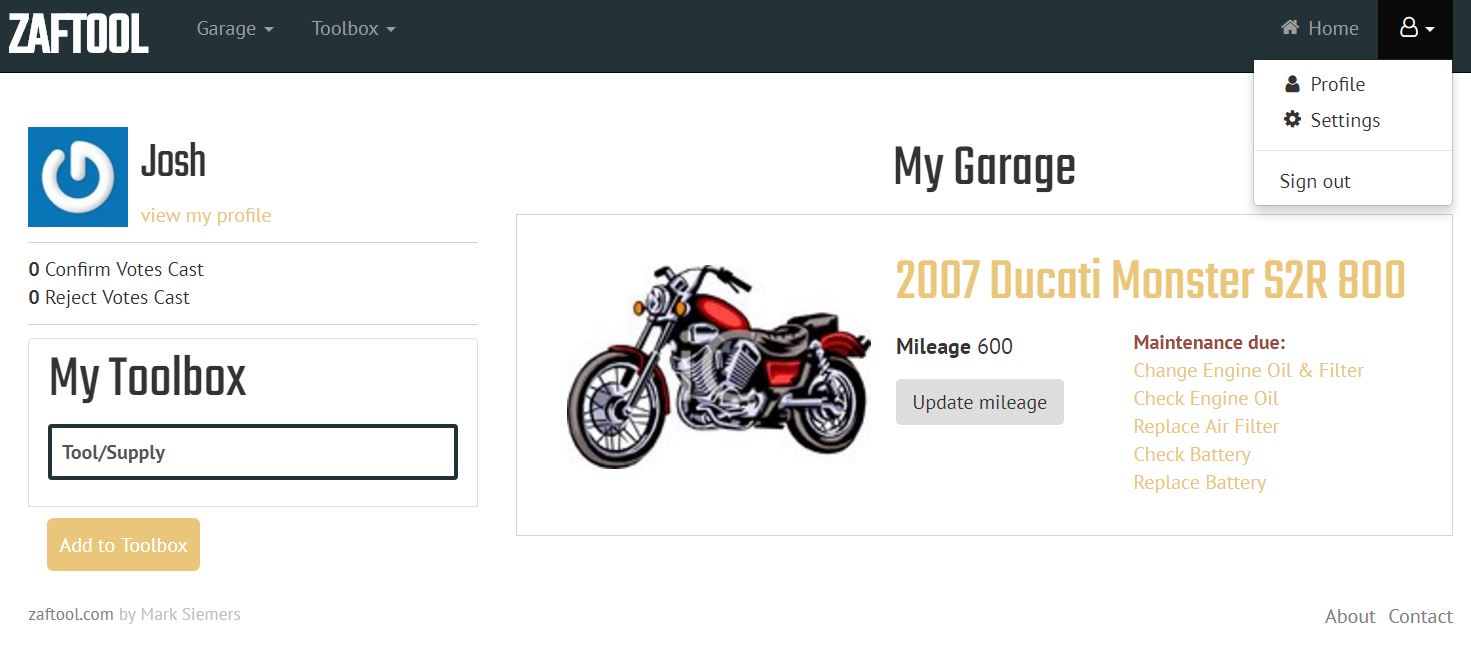 ZAFTOOL
Garage
Toolbox
Home
Profile
Settings
Sign out
Josh
view my profile
0 Confirm Votes Cast
0 Reject Votes Cast
My Toolbox
Tool/Supply
Add to Toolbox
My Garage
2007 Ducati Monster S2R 800
Mileage 600
Update mileage
Maintenance due:
Change Engine Oil & Filter
Check Engine Oil
Replace Air Filter
Check Battery
Replace Battery
zaftool.com by Mark Siemers
About Contact